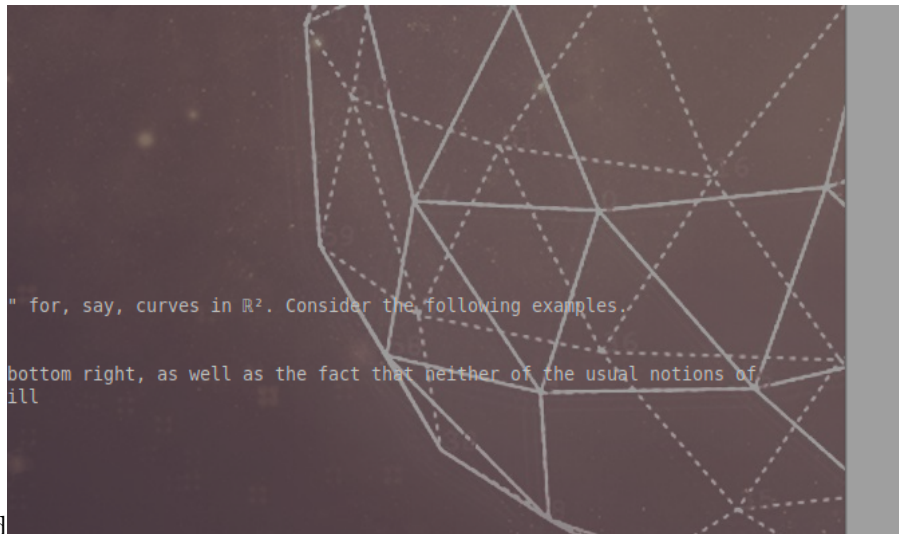 " for, say, curves in ℝ². Consider the following examples.
bottom right, as well as the fact that neither of the usual notions of
ill